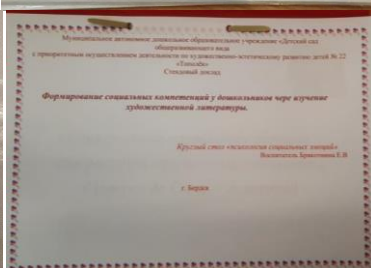 Муниципальное автономное дошкольное образовательное учреждение «Детский сад
общеразвивающего вида
с приоритетным осуществлением деятельности по художественно-эстетическому развитию детей № 22
«Тополёк»
Стендовый доклад
Формирование социальных компетенций у дошкольников чере изучение
художественной литературы.
Круглый стол «психология социальных эмоций»
Воспитатель Е.В
г. Бердск